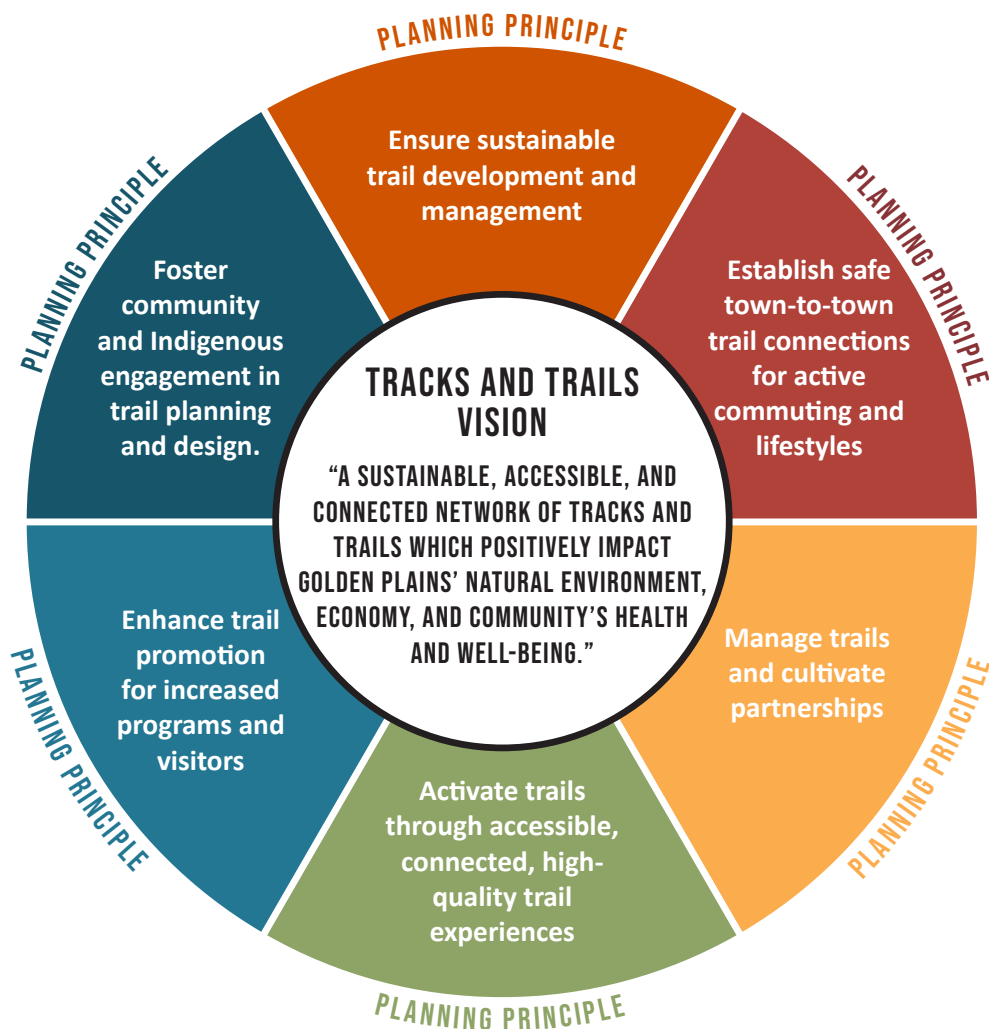 PLANNING PRINCIPLE
Ensure sustainable
trail development and
management
PLANNING PRINCIPLE
Establish safe
town-to-town
trail connections
for active
commuting and
lifestyles
PLANNING PRINCIPLE
Manage trails
and cultivate
partnerships
PLANNING PRINCIPLE
Activate trails
through accessible,
connected, high-
quality trail
experiences
PLANNING PRINCIPLE
Enhance trail
promotion
for increased
programs and
visitors
PLANNING PRINCIPLE
Foster
community
and Indigenous
engagement in
trail planning
and design.
TRACKS AND TRAILS
VISION
“A SUSTAINABLE, ACCESSIBLE, AND
CONNECTED NETWORK OF TRACKS AND
TRAILS WHICH POSITIVELY IMPACT
GOLDEN PLAINS’ NATURAL ENVIRONMENT,
ECONOMY, AND COMMUNITY’S HEALTH
AND WELL-BEING.”